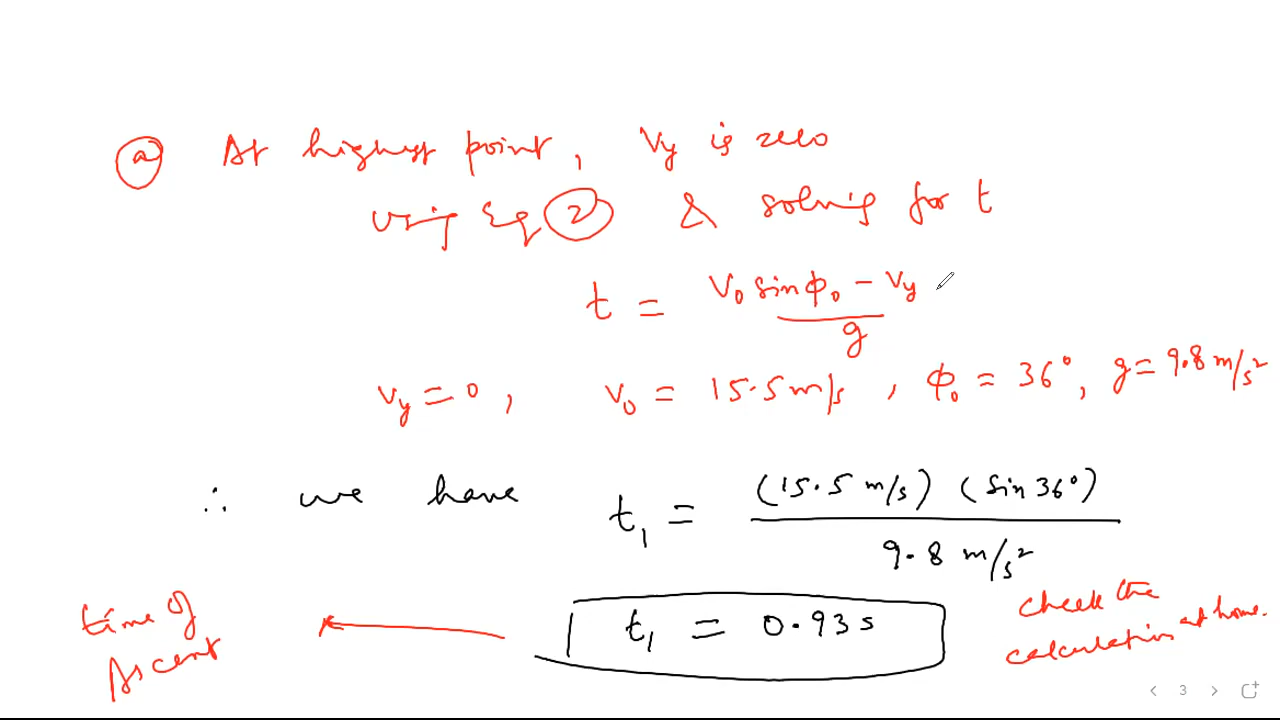 (a) At highest point, Vy is zero
using Eq (2) & solving for t
t = (V₀ sin ϕ₀ − Vy) / g
Vy = 0, V₀ = 15.5 m/s, ϕ₀ = 36°, g = 9.8 m/s²
∴ we have t₁ = (15.5 m/s) (sin 36°) / 9.8 m/s²
t₁ = 0.93 s
time of Ascent
check the calculation at home.
3